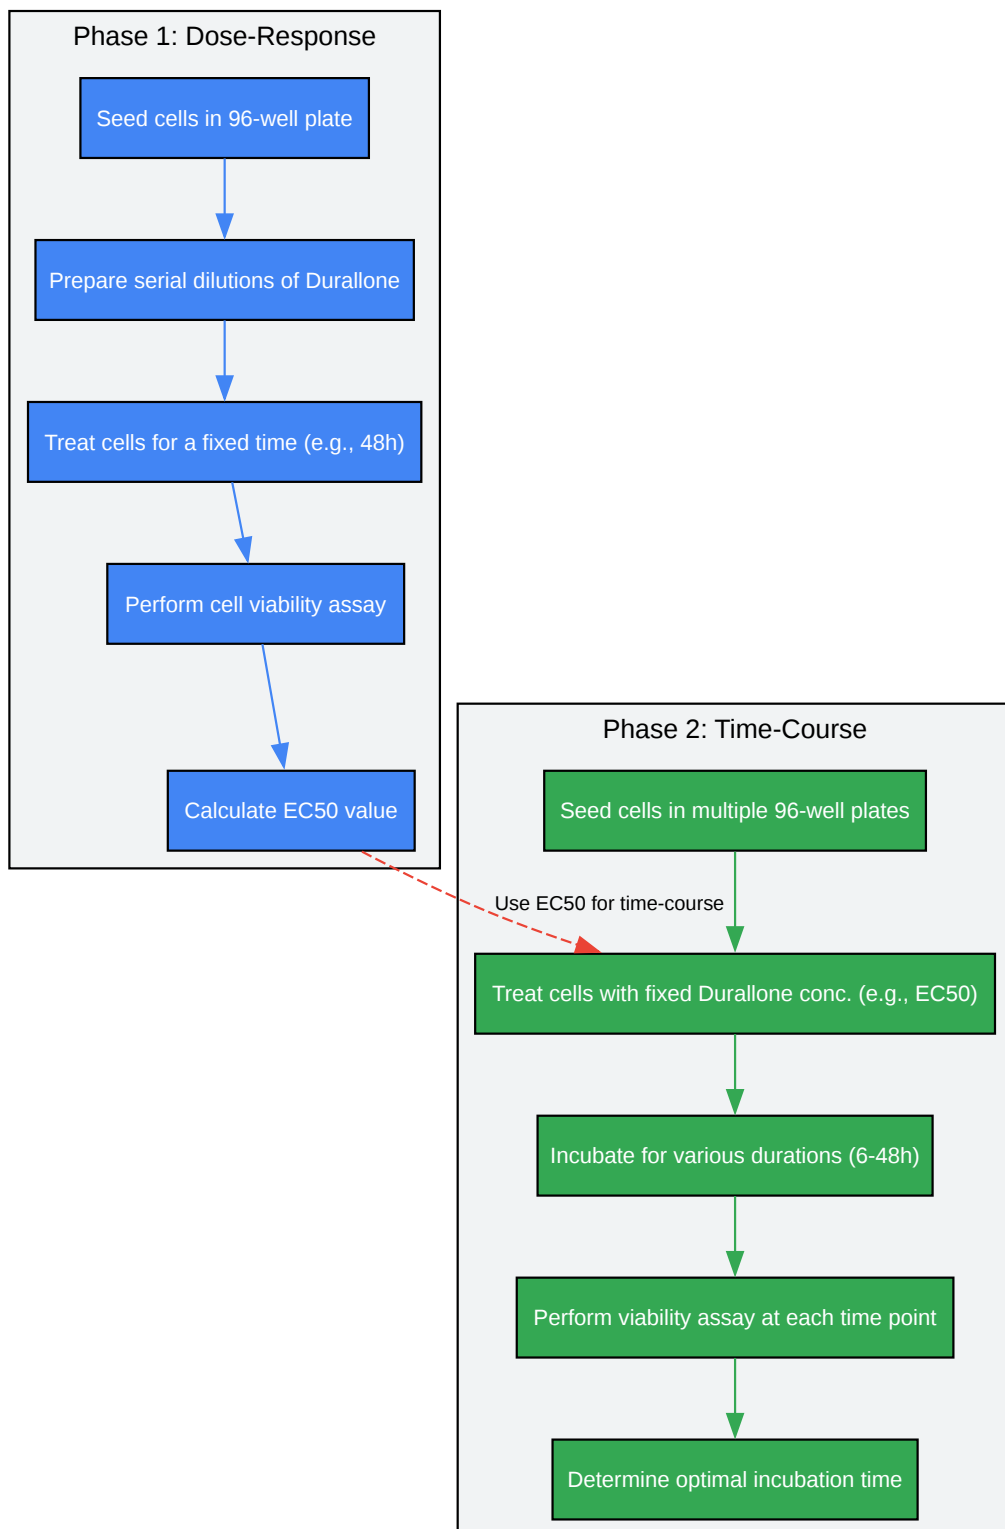 Phase 1: Dose-Response
Seed cells in 96-well plate
Prepare serial dilutions of Durallone
Treat cells for a fixed time (e.g., 48h)
Perform cell viability assay
Calculate EC50 value
Use EC50 for time-course
Phase 2: Time-Course
Seed cells in multiple 96-well plates
Treat cells with fixed Durallone conc. (e.g., EC50)
Incubate for various durations (6-48h)
Perform viability assay at each time point
Determine optimal incubation time